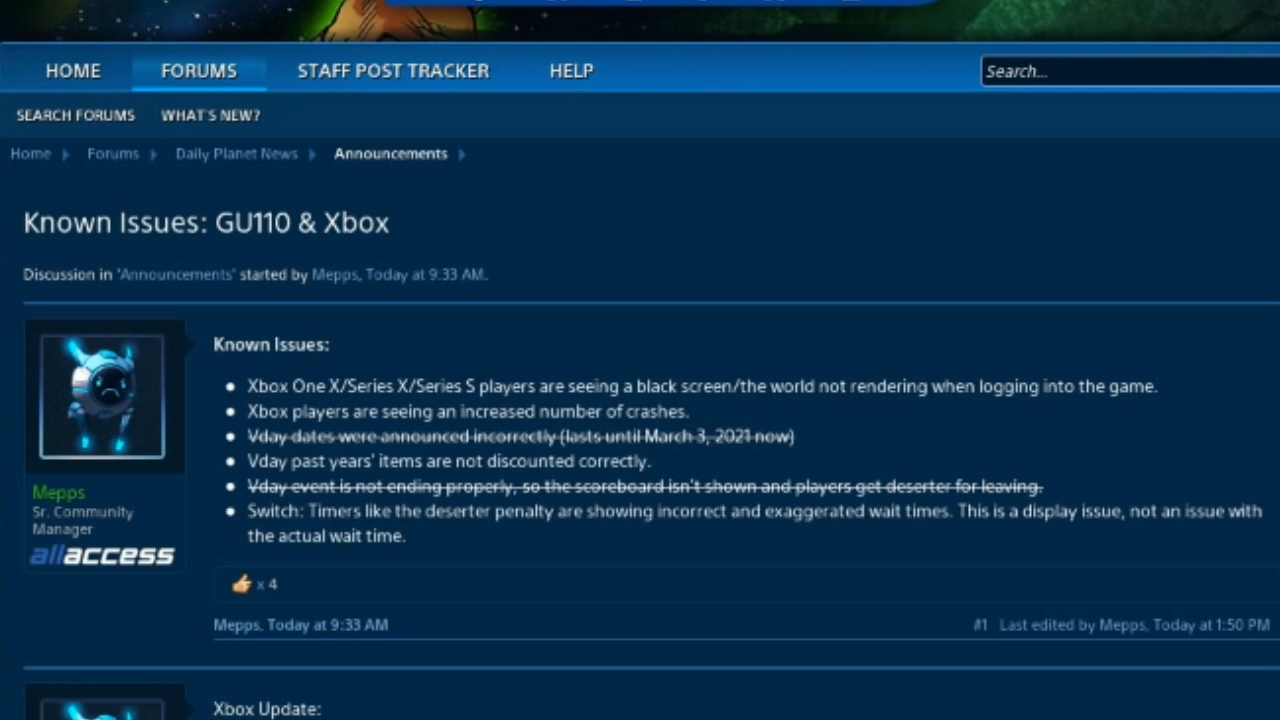 HOME FORUMS STAFF POST TRACKER HELP Search...
SEARCH FORUMS WHAT'S NEW?
Home Forums Daily Planet News Announcements
Known Issues: GU110 & Xbox
Discussion in 'Announcements' started by Mepps, Today at 9:33 AM.
Known Issues:
Xbox One X/Series X/Series S players are seeing a black screen/the world not rendering when logging into the game.
Xbox players are seeing an increased number of crashes.
Vday dates were announced incorrectly (lasts until March 3, 2021 now)
Vday past years' items are not discounted correctly.
Vday event is not ending properly, so the scoreboard isn't shown and players get deserter for leaving.
Switch: Timers like the deserter penalty are showing incorrect and exaggerated wait times. This is a display issue, not an issue with
the actual wait time.
Mepps
Sr. Community
Manager
allaccess
x 4
Mepps, Today at 9:33 AM #1 Last edited by Mepps, Today at 1:50 PM
Xbox Update: